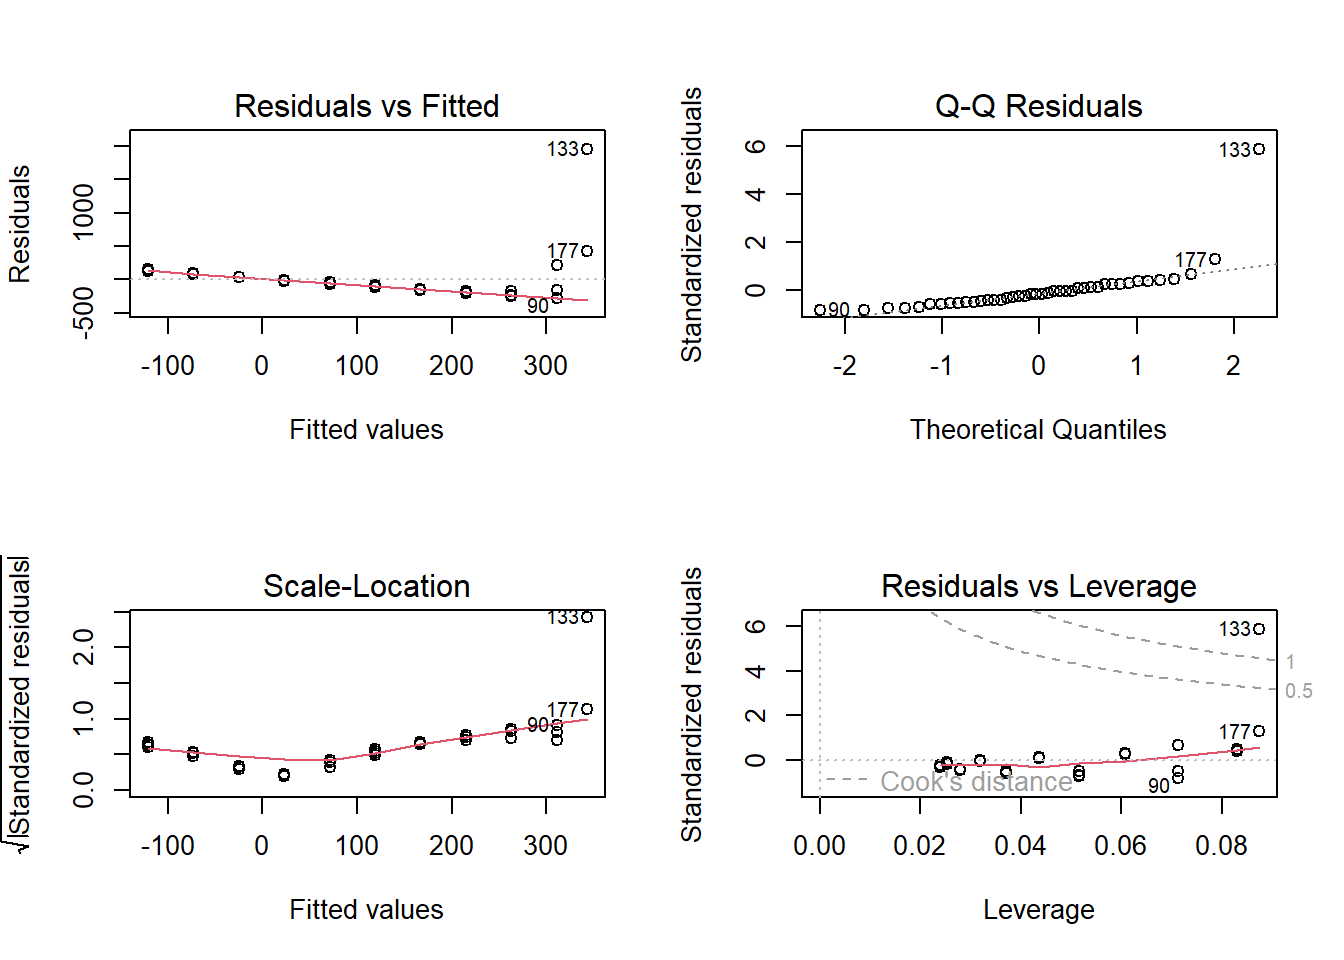 Residuals vs Fitted
Residuals
1000
-500
133
177
90
-100 0 100 200 300
Fitted values
Q-Q Residuals
Standardized residuals
6
4
2
0
133
177
90
-2 -1 0 1 2
Theoretical Quantiles
Scale-Location
√|Standardized residuals|
2.0
1.0
0.0
133
177
90
-100 0 100 200 300
Fitted values
Residuals vs Leverage
Standardized residuals
6
4
2
0
133
1
0.5
177
90
Cook's distance
0.00 0.02 0.04 0.06 0.08
Leverage